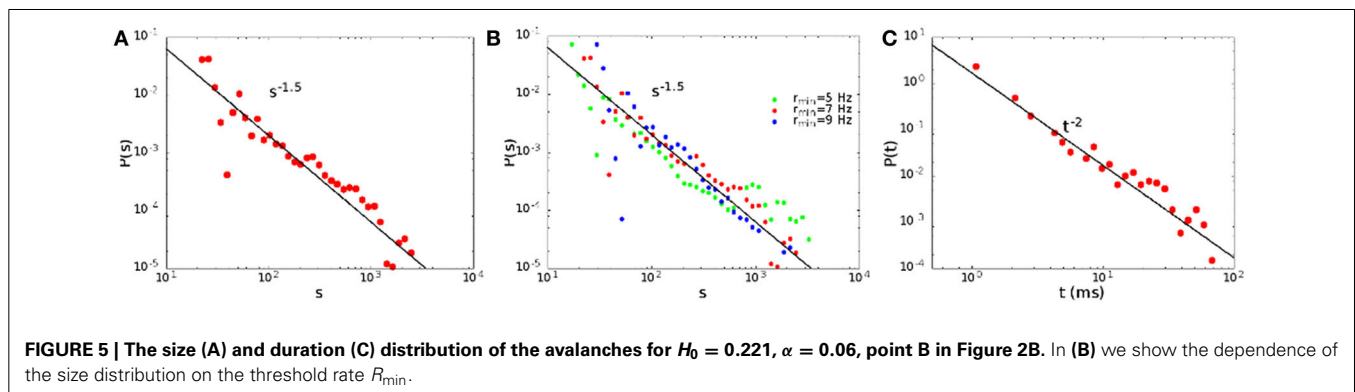 A
10^-1
10^-2
10^-3
10^-4
10^-5
P(s)
s^-1.5
10^1
10^2
10^3
10^4
s
B
10^-1
10^-2
10^-3
10^-4
10^-5
P(s)
s^-1.5
r_min=5 Hz
r_min=7 Hz
r_min=9 Hz
10^1
10^2
10^3
10^4
s
C
10^1
10^0
10^-1
10^-2
10^-3
10^-4
P(t)
t^-2
10^0
10^1
10^2
t (ms)
FIGURE 5 | The size (A) and duration (C) distribution of the avalanches for H_0 = 0.221, α = 0.06, point B in Figure 2B. In (B) we show the dependence of
the size distribution on the threshold rate R_min.